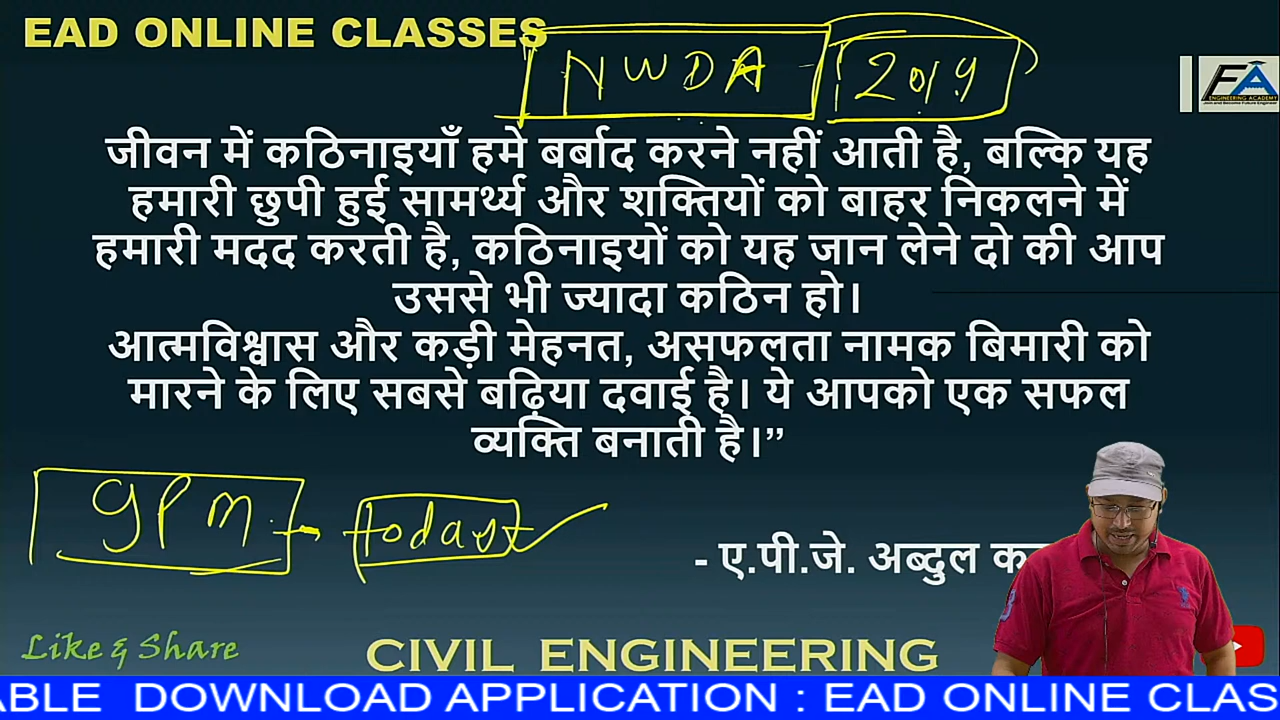 EAD ONLINE CLASSES
NWDA 2019
ENGINEERING ACADEMY
जीवन में कठिनाइयाँ हमे बर्बाद करने नहीं आती है, बल्कि यह
हमारी छुपी हुई सामर्थ्य और शक्तियों को बाहर निकलने में
हमारी मदद करती है, कठिनाइयों को यह जान लेने दो की आप
उससे भी ज्यादा कठिन हो।
आत्मविश्वास और कड़ी मेहनत, असफलता नामक बिमारी को
मारने के लिए सबसे बढ़िया दवाई है। ये आपको एक सफल
व्यक्ति बनाती है।”
9PM today
- ए.पी.जे. अब्दुल
Like & Share
CIVIL ENGINEERING
ABLE DOWNLOAD APPLICATION : EAD ONLINE CLAS